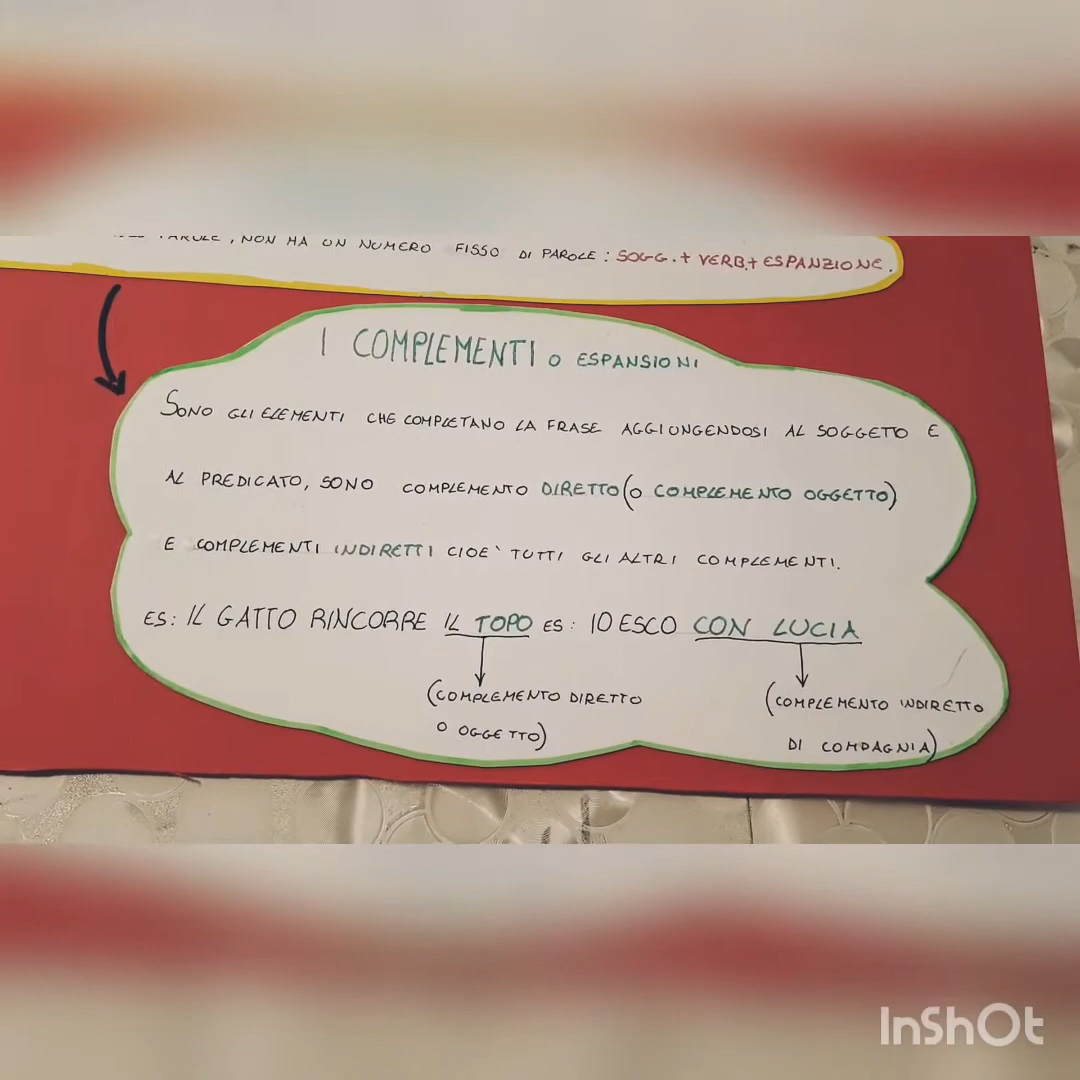 PAROLE, NON HA UN NUMERO FISSO DI PAROLE: SOGG. + VERB. + ESPANZIONE.
I COMPLEMENTI O ESPANSIONI
SONO GLI ELEMENTI CHE COMPLETANO LA FRASE AGGIUNGENDOSI AL SOGGETTO E
AL PREDICATO, SONO COMPLEMENTO DIRETTO (O COMPLEMENTO OGGETTO)
E COMPLEMENTI INDIRETTI CIOE` TUTTI GLI ALTRI COMPLEMENTI.
ES: IL GATTO RINCORRE IL TOPO ES: IO ESCO CON LUCIA
(COMPLEMENTO DIRETTO
O OGGETTO)
(COMPLEMENTO INDIRETTO
DI COMPAGNIA)
InShOt